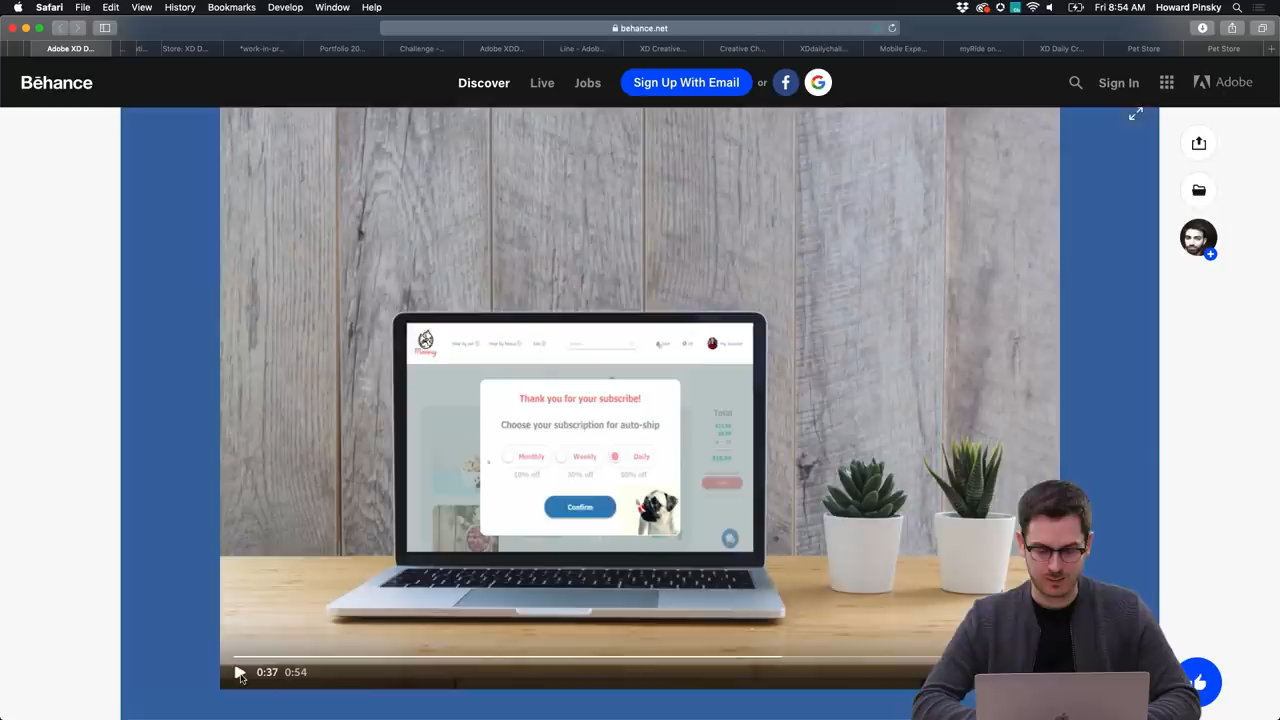 Safari File Edit View History Bookmarks Develop Window Help
Fri 8:54 AM Howard Pinsky
behance.net
Adobe XD D...
Store: XD D...
*work-in-pr...
Portfolio 20...
Challenge -...
Adobe XDD...
Line - Adob...
XD Creative...
Creative Ch...
XDdailychall...
Mobile Expe...
myRide on...
XD Daily Cr...
Pet Store
Pet Store
Bēhance
Discover Live Jobs Sign Up With Email or f G
Sign In Adobe
Thank you for your subscribe!
Choose your subscription for auto-ship
Monthly Weekly Daily
Confirm
Total
0:37 0:54